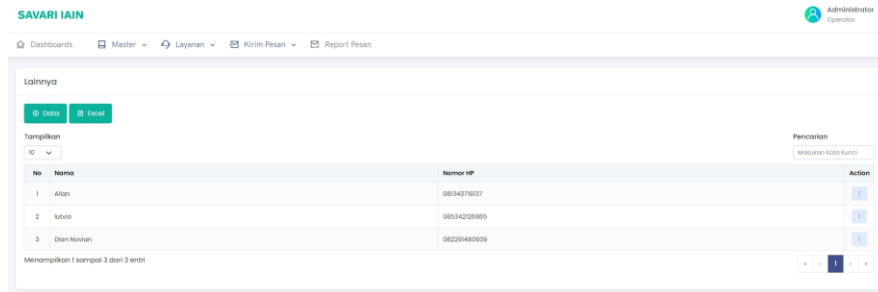 SAVARI IAIN
Administrator
Operator
Dashboards Master Layanan Kirim Pesan Report Pesan
Lainnya
Data Excel
Tampilkan Pencarian
10 Masukan Kata Kunci
No Nama Nomor HP Action
1 Alian 081343716137
2 lutvia 085342126865
3 Dian Novian 082291480939
Menampilkan 1 sampai 3 dari 3 entri
« ‹ 1 › »